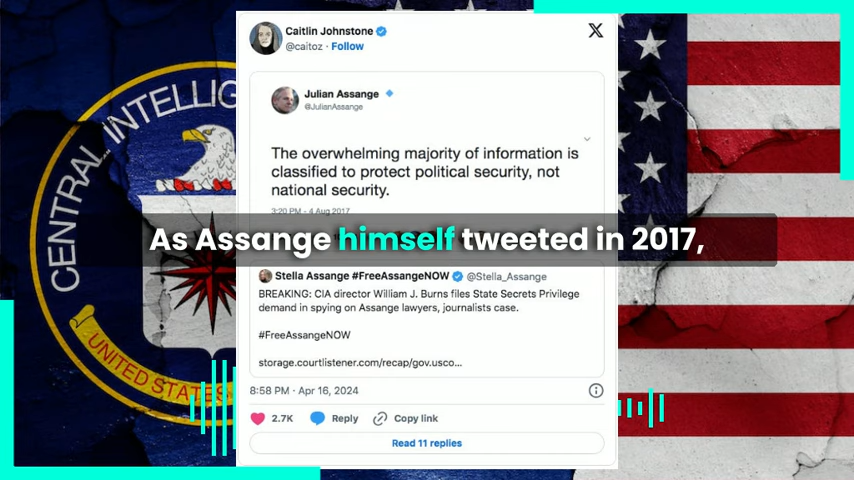 Caitlin Johnstone
@caitoz · Follow
Julian Assange
@JulianAssange
The overwhelming majority of information is
classified to protect political security, not
national security.
3:20 PM - 4 Aug 2017
As Assange himself tweeted in 2017,
Stella Assange #FreeAssangeNOW @Stella_Assange
BREAKING: CIA director William J. Burns files State Secrets Privilege
demand in spying on Assange lawyers, journalists case.
#FreeAssangeNOW
storage.courtlistener.com/recap/gov.usco...
8:58 PM · Apr 16, 2024
2.7K Reply Copy link
Read 11 replies
CENTRAL INTELLIG
UNITED STATES